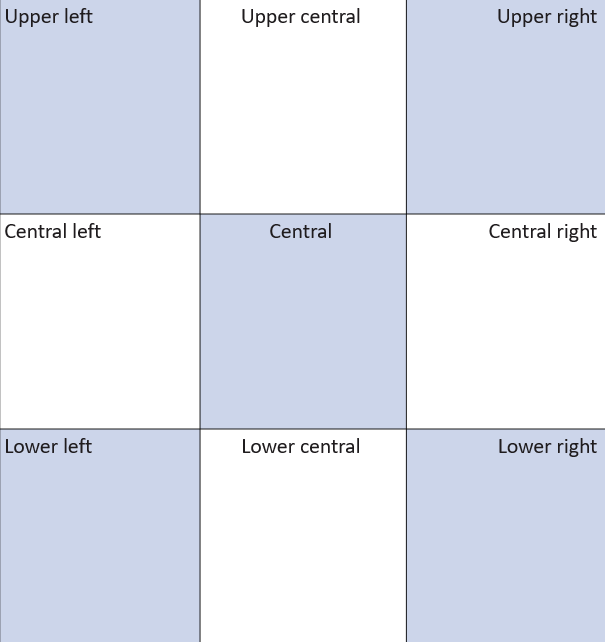 Upper left
Upper central
Upper right
Central left
Central
Central right
Lower left
Lower central
Lower right